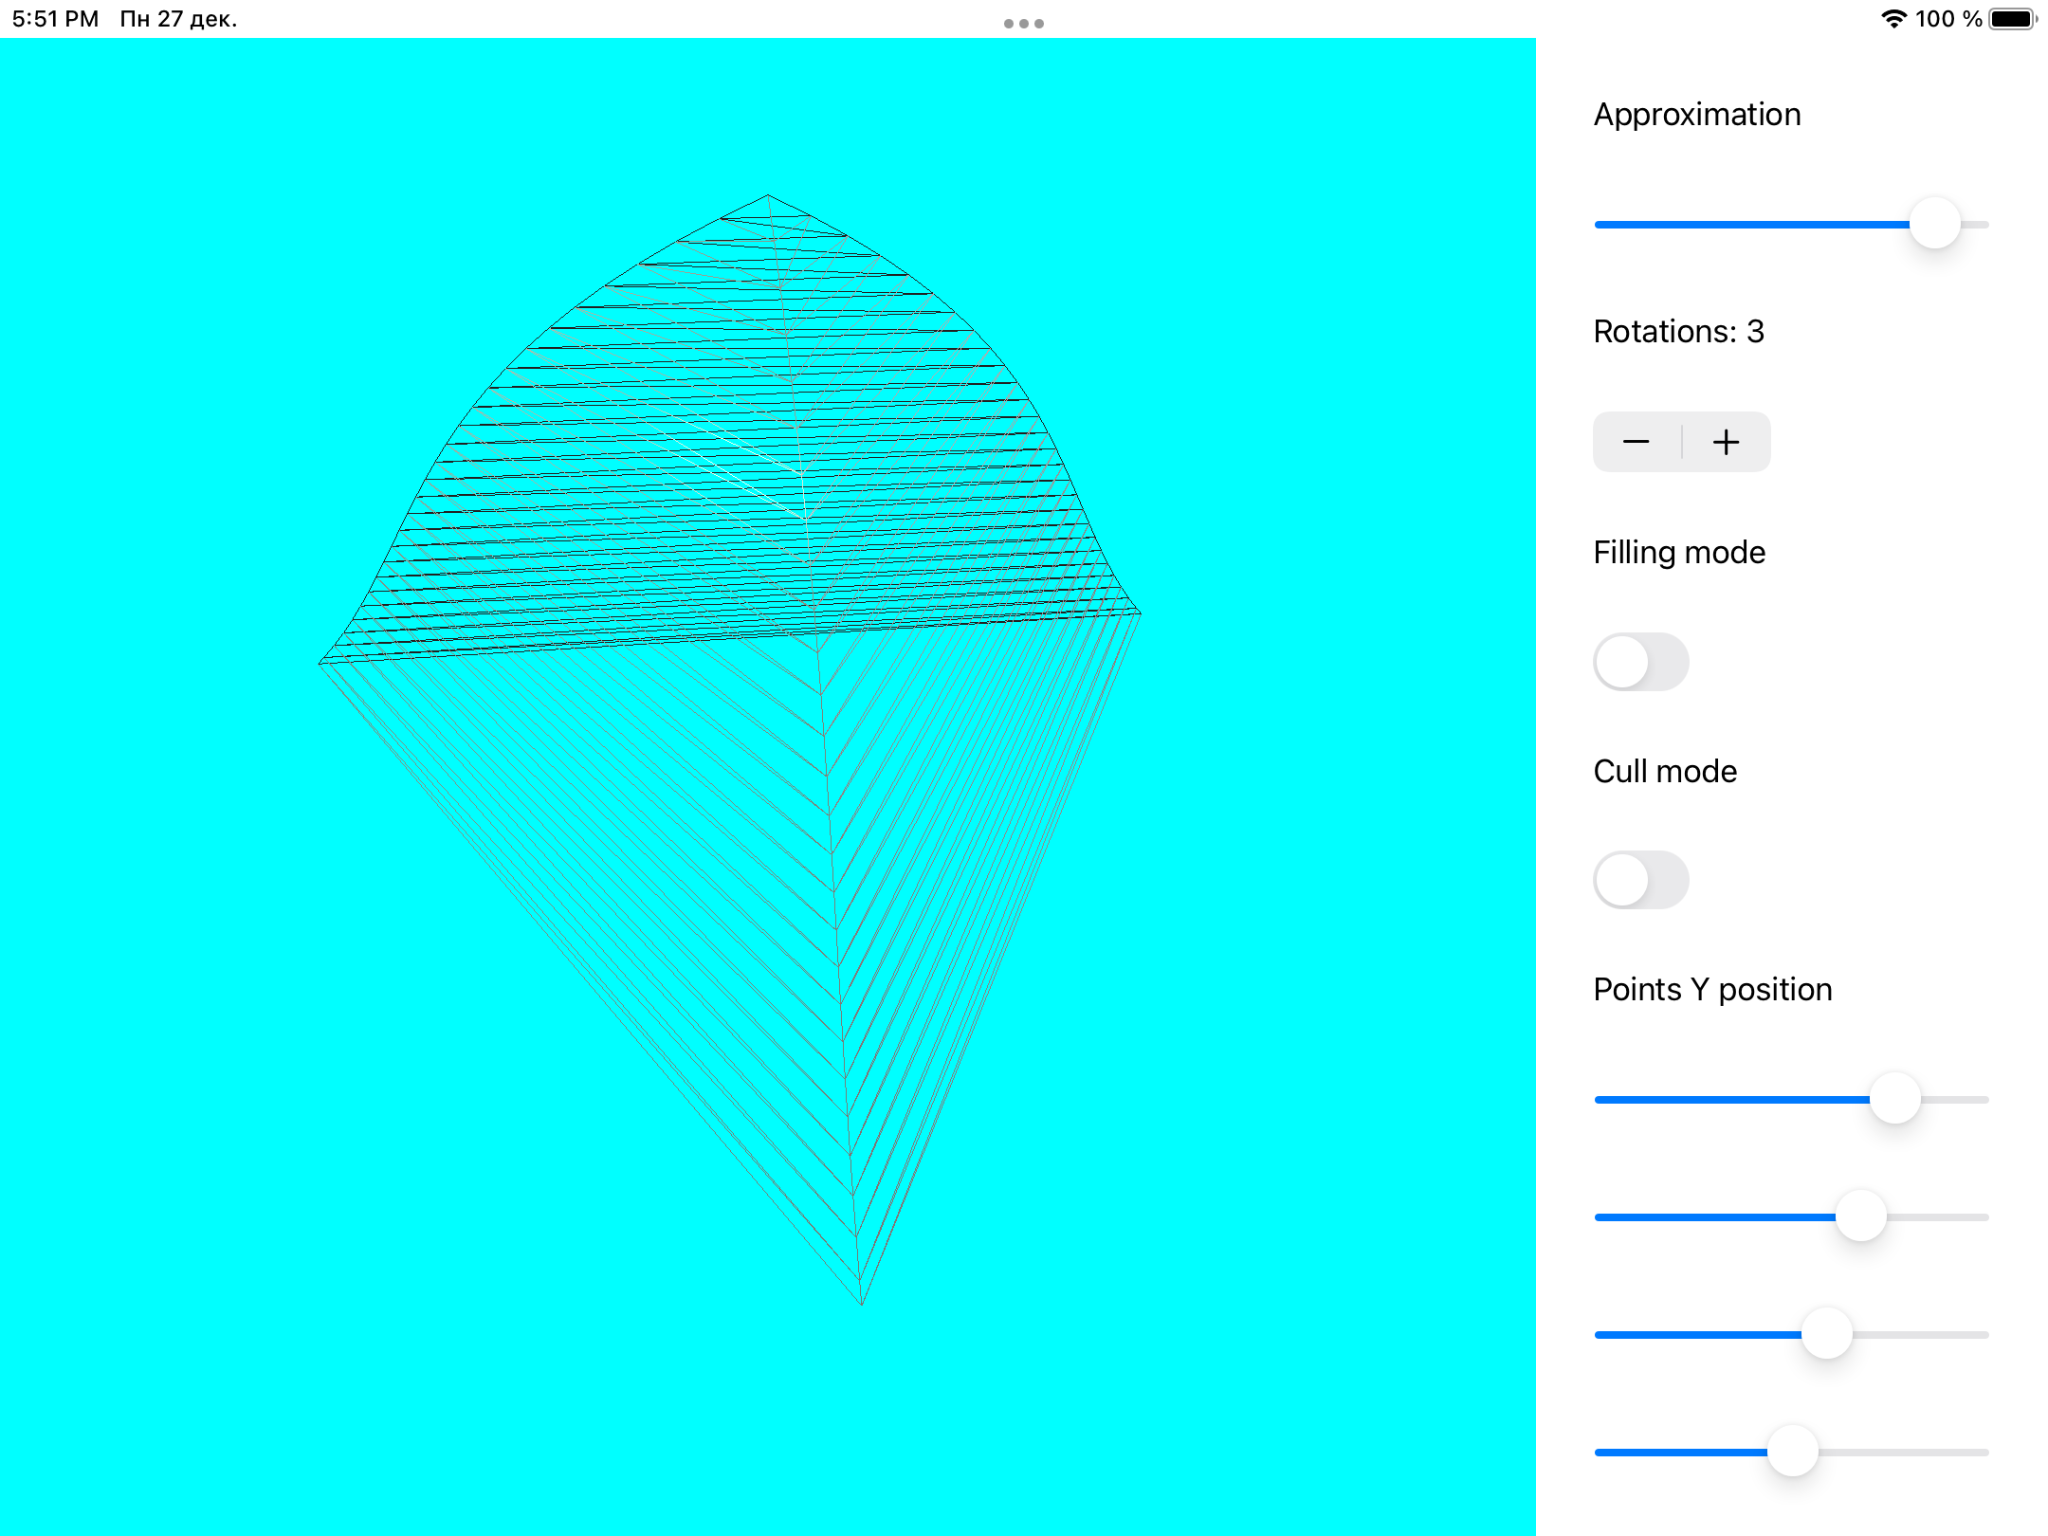 5:51 PM Пн 27 дек.
100 %
Approximation
Rotations: 3
Filling mode
Cull mode
Points Y position